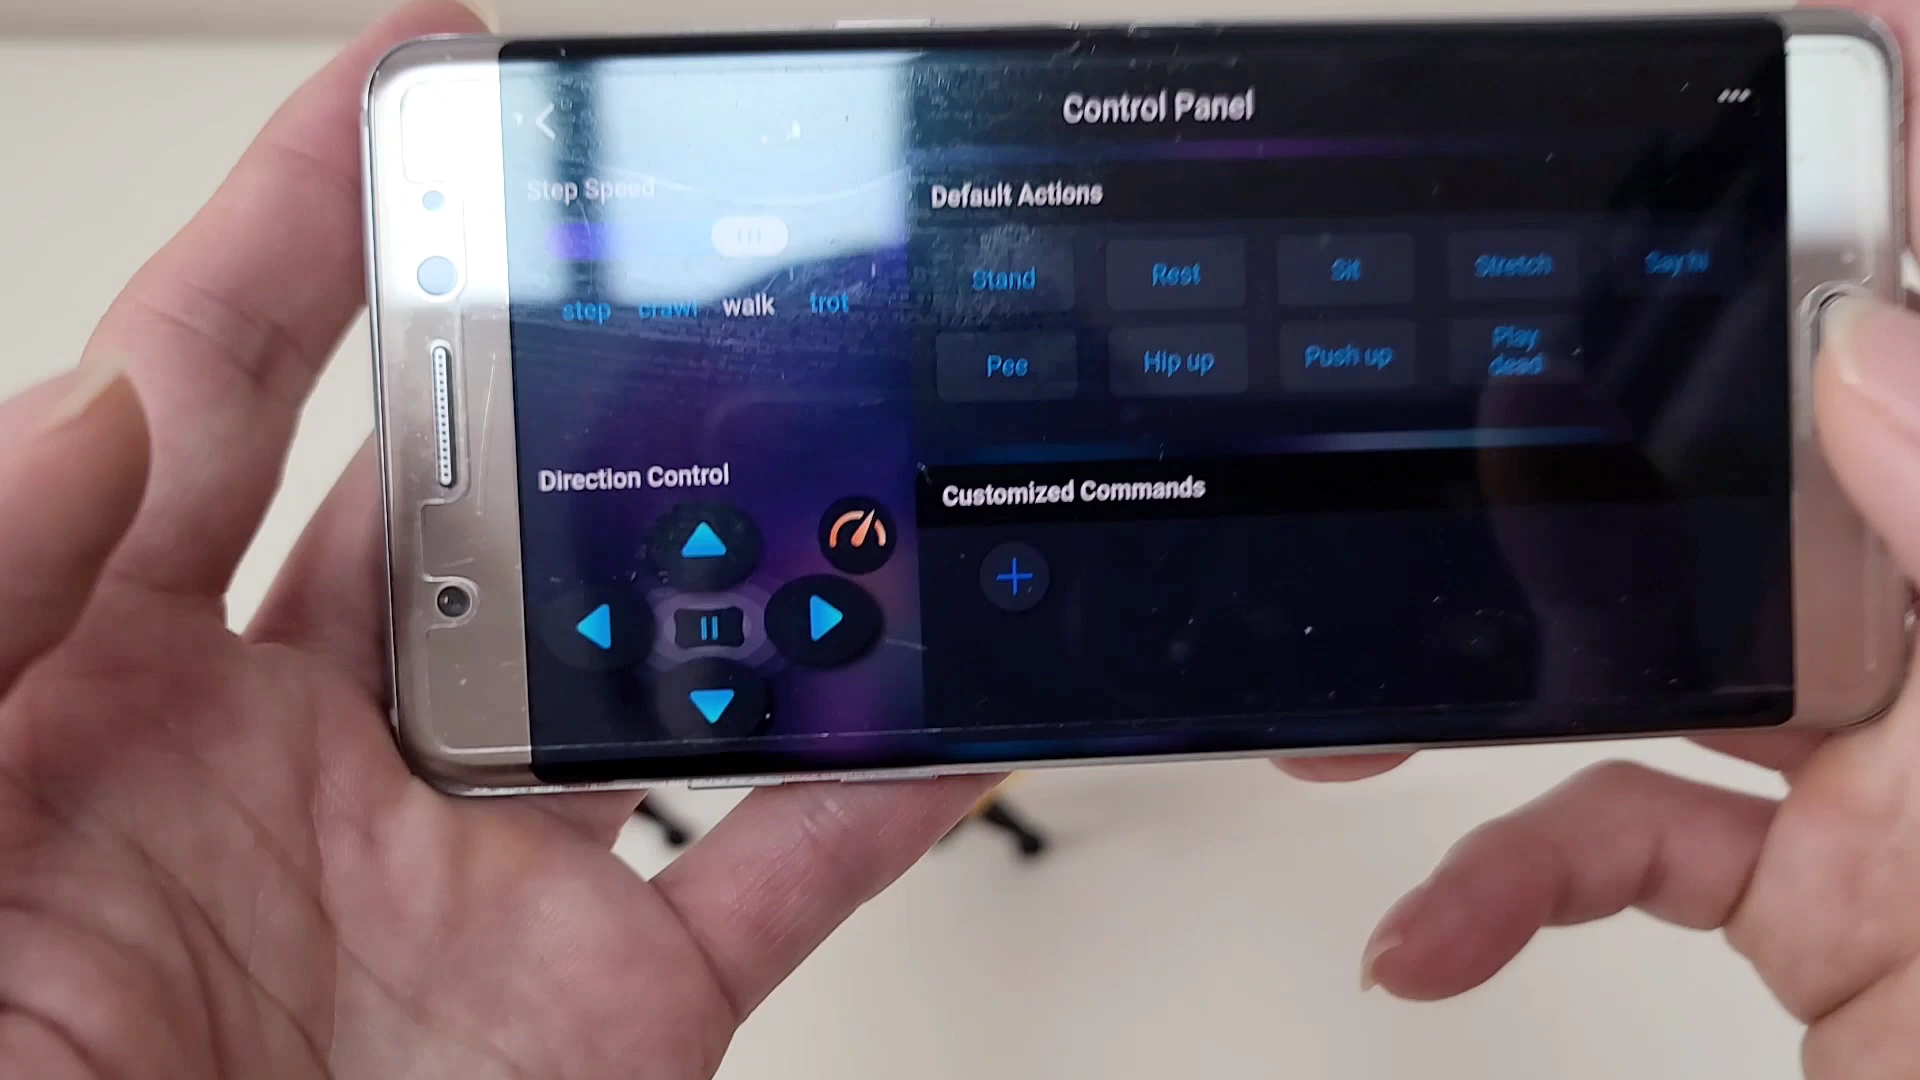 Control Panel
Step Speed
step crawl walk trot
Direction Control
Default Actions
Stand Rest Sit Stretch Say hi
Pee Hip up Push up Play
dead
Customized Commands